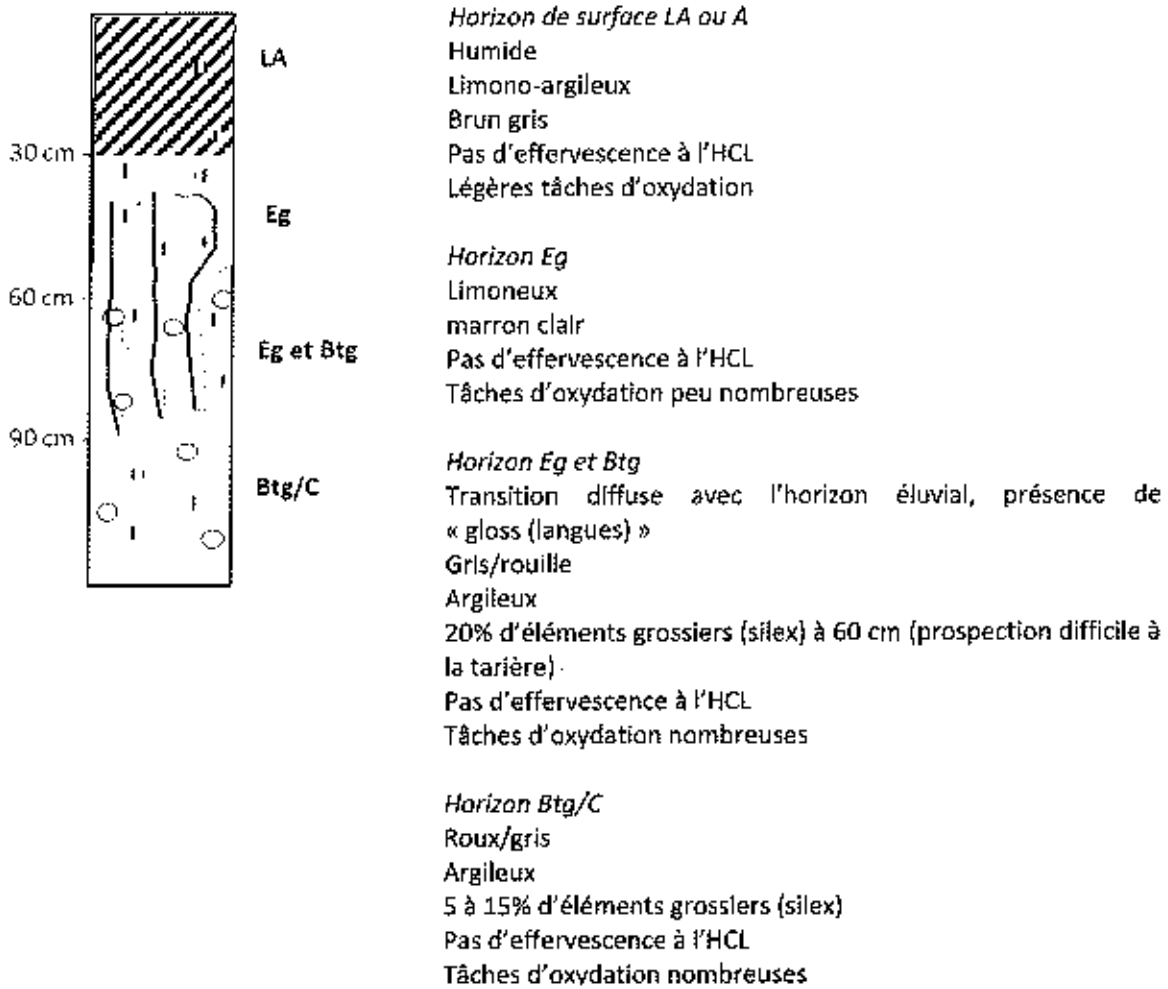 Horizon de surface LA ou A
Humide
LA
Limono-argileux
Brun gris
30 cm
Pas d'effervescence à l'HCL
Légères tâches d'oxydation
Eg
Horizon Eg
Limoneux
60 cm
marron clair
Pas d'effervescence à l'HCL
Eg et Btg
Tâches d'oxydation peu nombreuses
90 cm
Horizon Eg et Btg
Btg/C
Transition diffuse avec l'horizon éluvial, présence de
« gloss (langues) »
Gris/rouille
Argileux
20% d'éléments grossiers (silex) à 60 cm (prospection difficile à
la tarière)
Pas d'effervescence à l'HCL
Tâches d'oxydation nombreuses
Horizon Btg/C
Roux/gris
Argileux
5 à 15% d'éléments grossiers (silex)
Pas d'effervescence à l'HCL
Tâches d'oxydation nombreuses